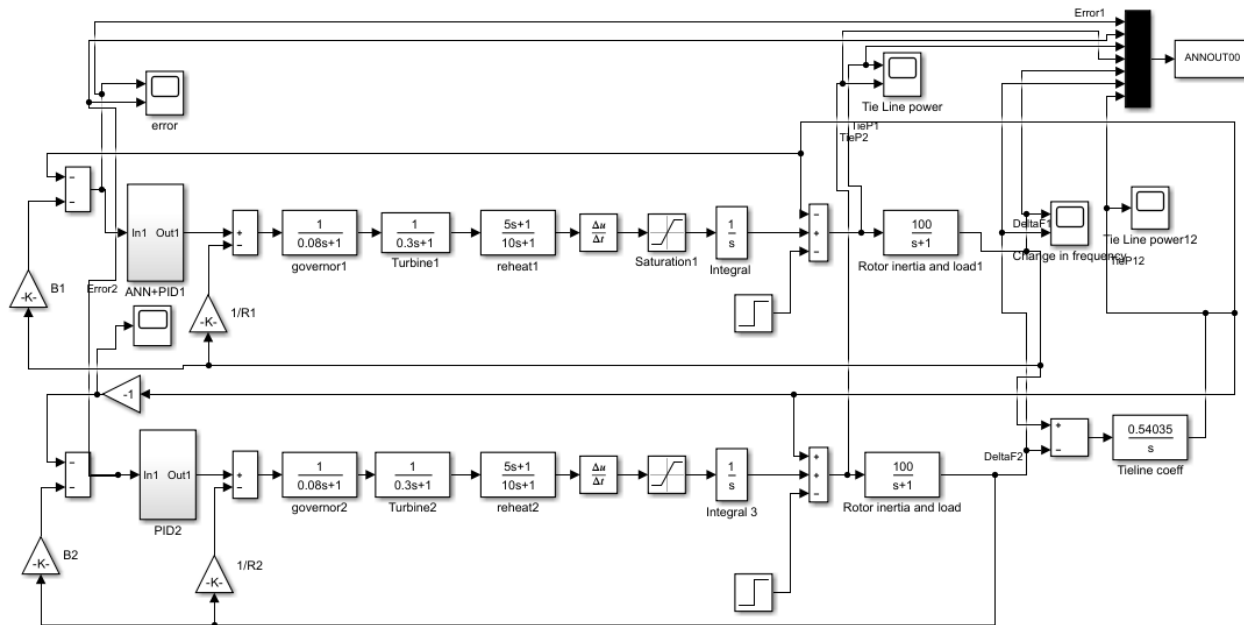 Error1
ANNOUT00
error
Tie Line power
TieP1
TieP2
−
−
In1 Out1
ANN+PID1
+
−
1
0.08s+1
governor1
1
0.3s+1
Turbine1
5s+1
10s+1
reheat1
Δu
Δt
Saturation1
1
s
Integral
−
+
−
100
s+1
Rotor inertia and load1
DeltaF1
Change in frequency
Tie Line power12
TieP12
-K-
B1
Error2
-K-
1/R1
-1
−
−
In1 Out1
PID2
+
−
1
0.08s+1
governor2
1
0.3s+1
Turbine2
5s+1
10s+1
reheat2
Δu
Δt
1
s
Integral 3
+
+
−
100
s+1
Rotor inertia and load
DeltaF2
+
−
0.54035
s
Tieline coeff
-K-
B2
-K-
1/R2